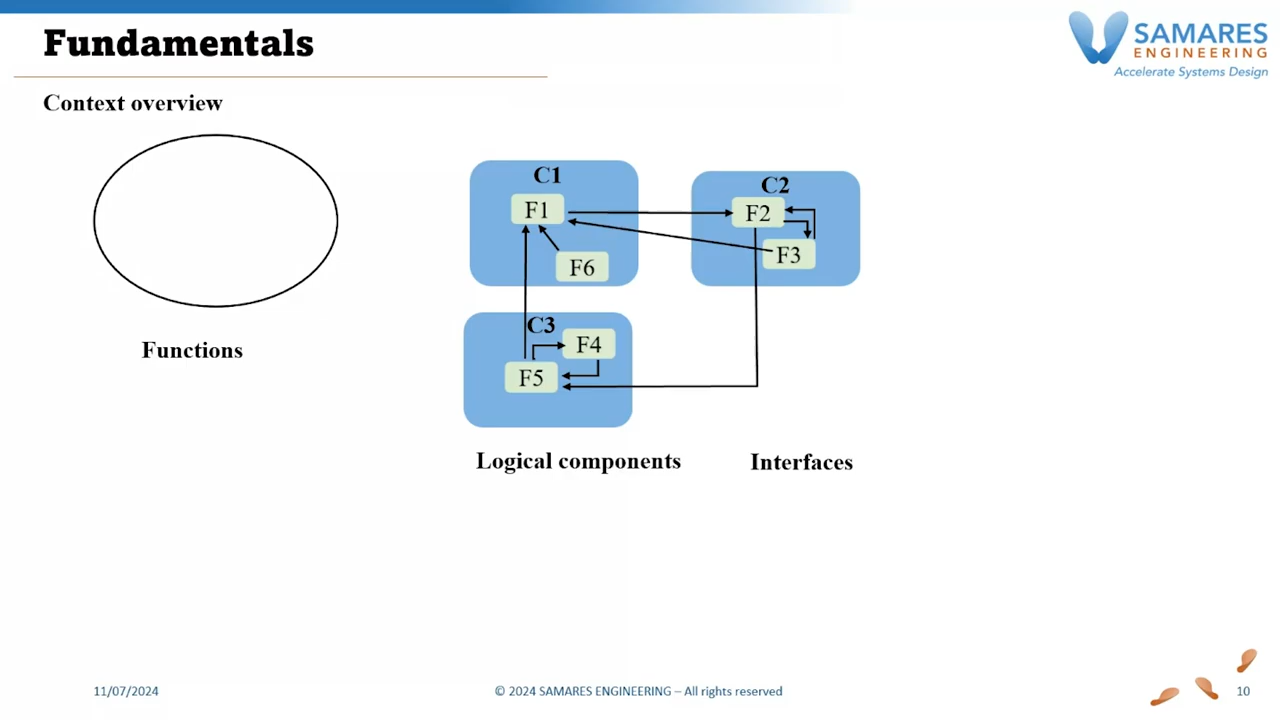 Fundamentals
SAMARES
ENGINEERING
Accelerate Systems Design
Context overview
C1
F1
F6
C2
F2
F3
C3
F4
F5
Functions
Logical components
Interfaces
11/07/2024
© 2024 SAMARES ENGINEERING – All rights reserved
10